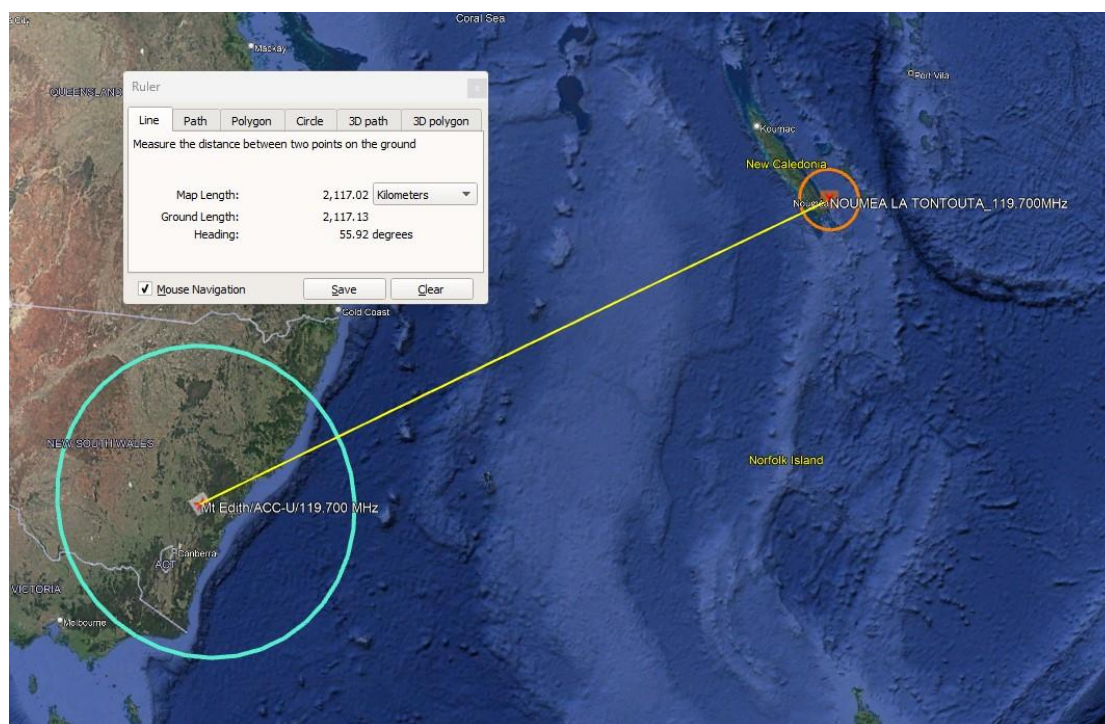 Coral Sea
Mackay
Port Vila
QUEENSLAND
Ruler
Line Path Polygon Circle 3D path 3D polygon
Measure the distance between two points on the ground
Koumac
New Caledonia
Map Length: 2,117.02 Kilometers
Ground Length: 2,117.13
Heading: 55.92 degrees
NOUMEA LA TONTOUTA_119.700MHz
Mouse Navigation Save Clear
Gold Coast
NEW SOUTH WALES
Norfolk Island
Mt Edith/ACC-U/119.700 MHz
Canberra
ACT
VICTORIA
Melbourne